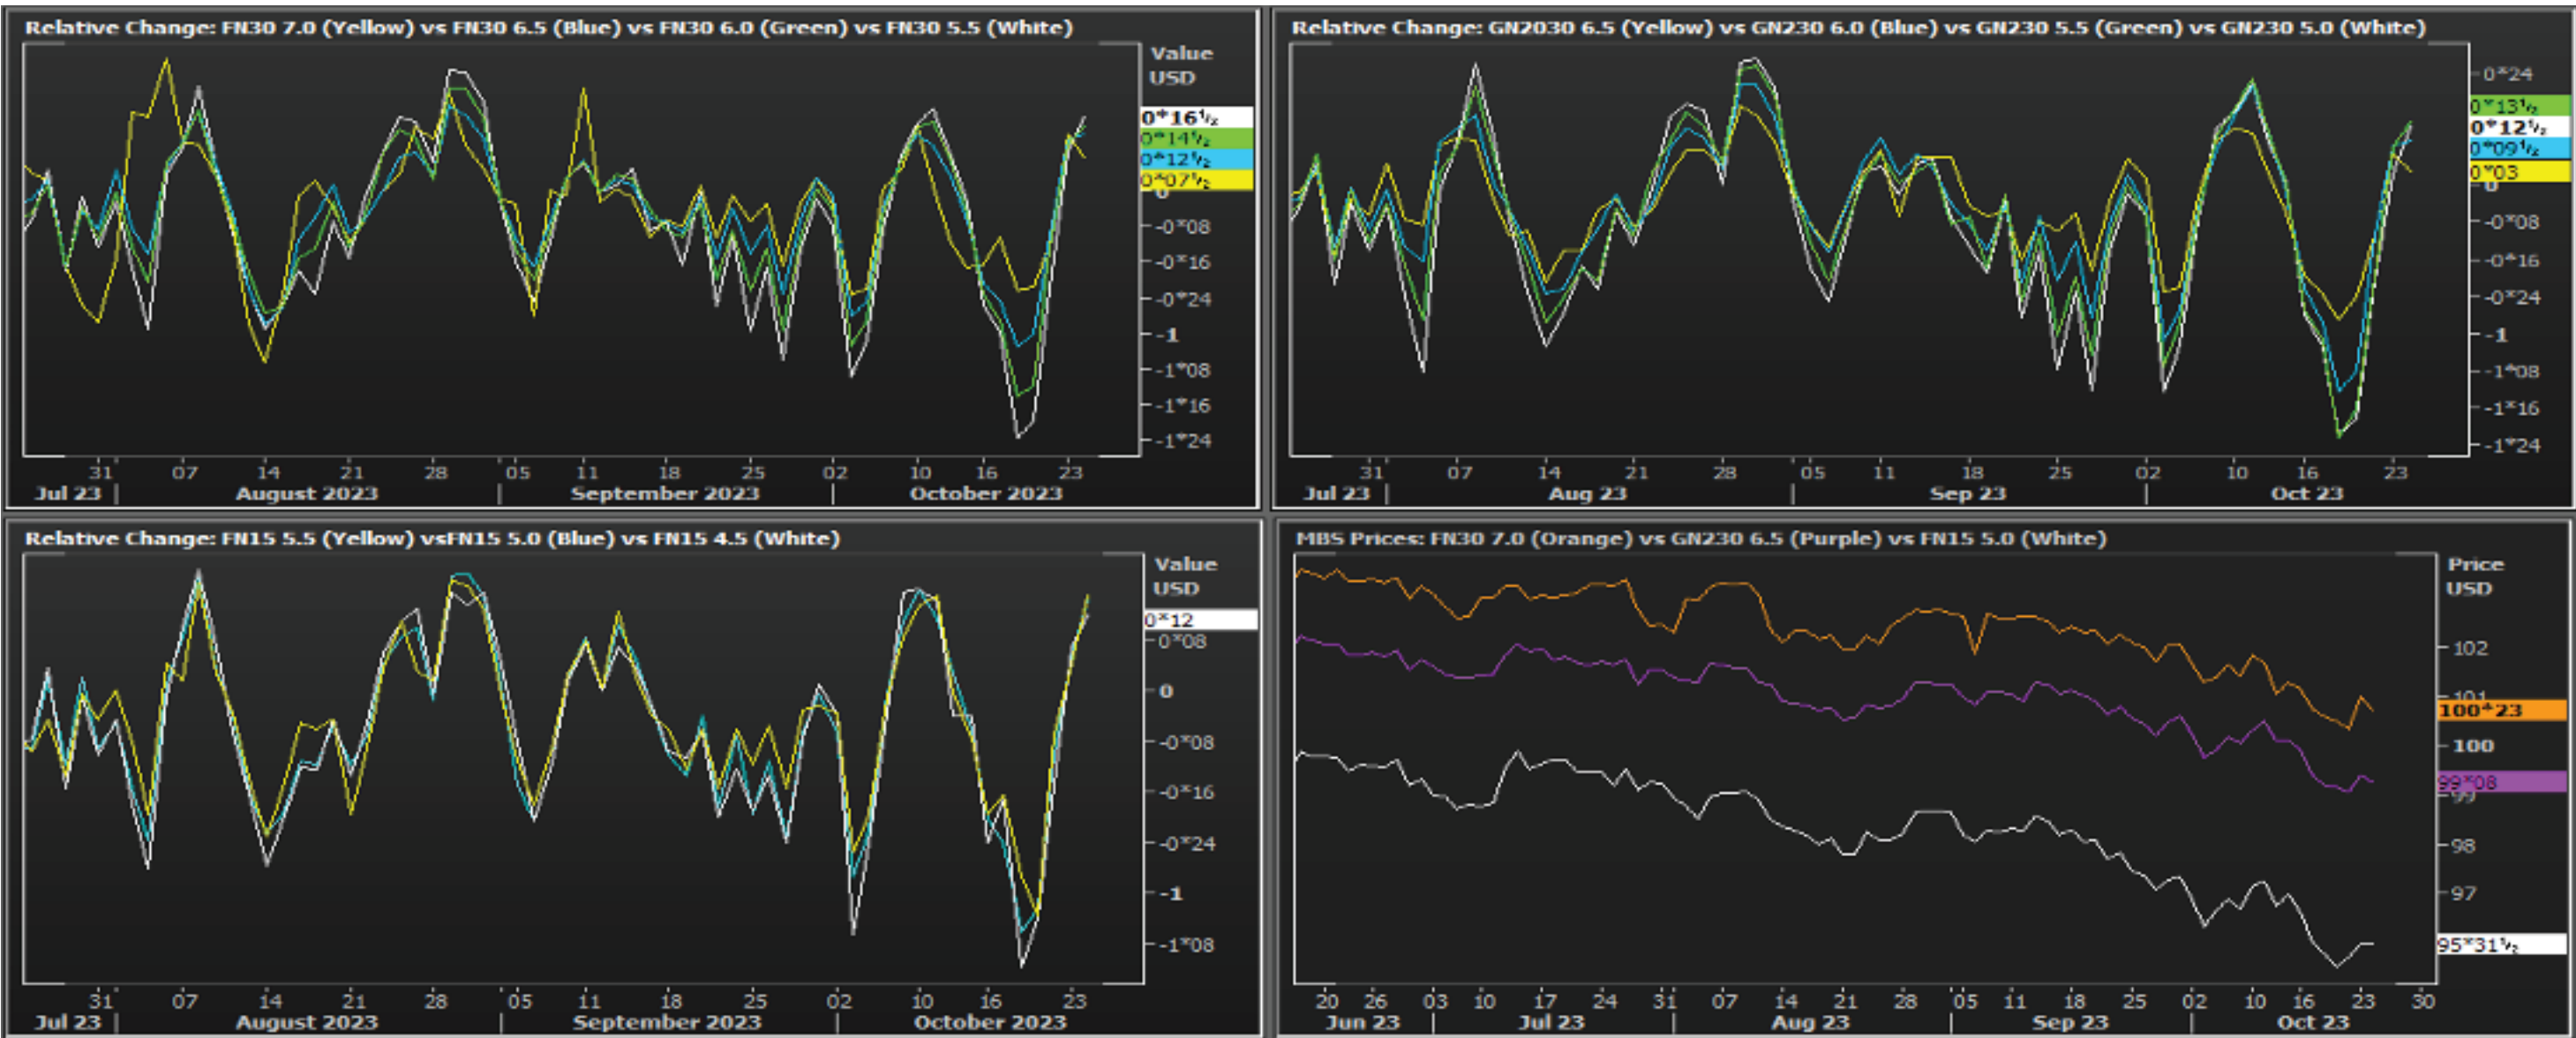 Relative Change: FN30 7.0 (Yellow) vs FN30 6.5 (Blue) vs FN30 6.0 (Green) vs FN30 5.5 (White)
Value
USD
0*16½
0*14½
0*12½
0*07½
0
-0*08
-0*16
-0*24
-1
-1*08
-1*16
-1*24
31 07 14 21 28 05 11 18 25 02 10 16 23
Jul 23 August 2023 September 2023 October 2023
Relative Change: GN2030 6.5 (Yellow) vs GN230 6.0 (Blue) vs GN230 5.5 (Green) vs GN230 5.0 (White)
0*24
0*13½
0*12½
0*09½
0*03
0
-0*08
-0*16
-0*24
-1
-1*08
-1*16
-1*24
31 07 14 21 28 05 11 18 25 02 10 16 23
Jul 23 Aug 23 Sep 23 Oct 23
Relative Change: FN15 5.5 (Yellow) vsFN15 5.0 (Blue) vs FN15 4.5 (White)
Value
USD
0*12
0*08
0
-0*08
-0*16
-0*24
-1
-1*08
31 07 14 21 28 05 11 18 25 02 10 16 23
Jul 23 August 2023 September 2023 October 2023
MBS Prices: FN30 7.0 (Orange) vs GN230 6.5 (Purple) vs FN15 5.0 (White)
Price
USD
102
101
100*23
100
99*08
99
98
97
95*31½
20 26 03 10 17 24 31 07 14 21 28 05 11 18 25 02 10 16 23 30
Jun 23 Jul 23 Aug 23 Sep 23 Oct 23